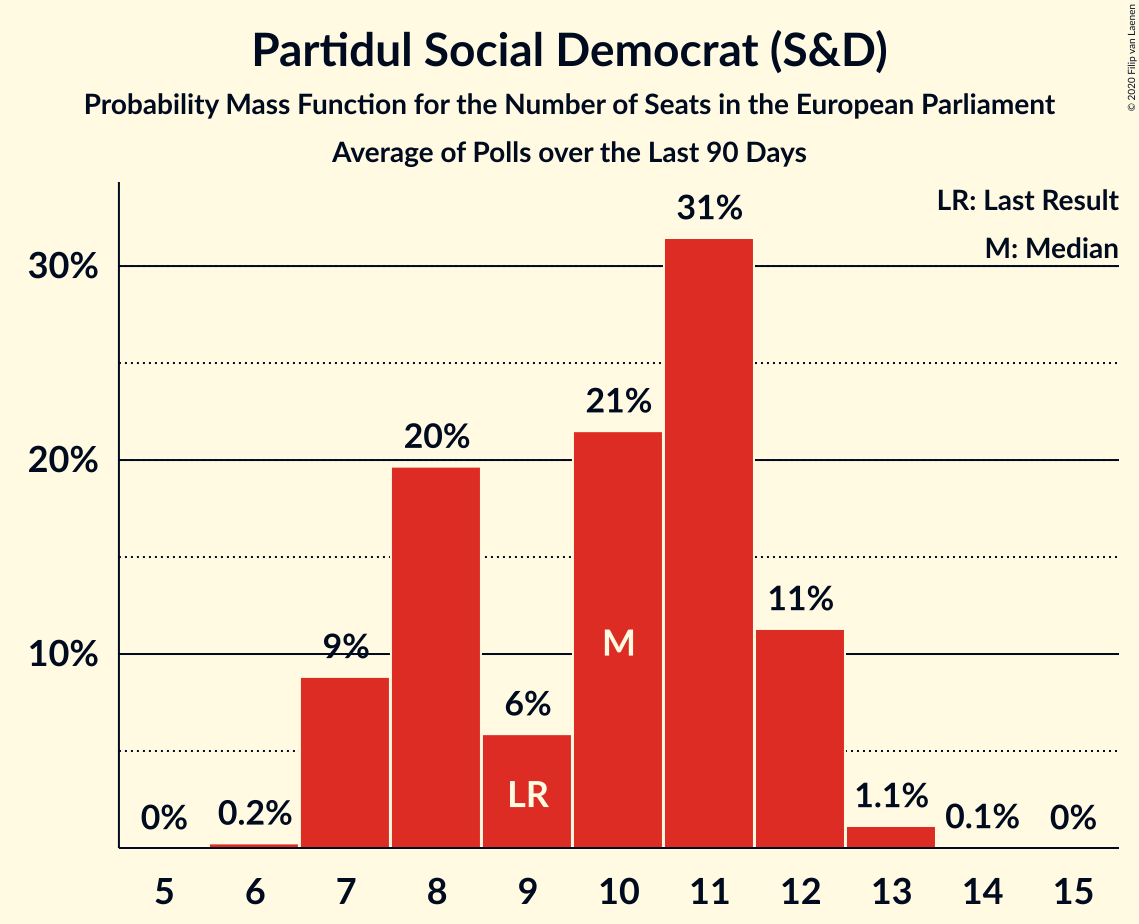 Partidul Social Democrat (S&D)
Probability Mass Function for the Number of Seats in the European Parliament
Average of Polls over the Last 90 Days
© 2020 Filip van Laenen
LR: Last Result
M: Median
31%
30%
21%
20%
20%
11%
10%
9%
M
6%
LR
0%
0.2%
1.1%
0.1%
0%
5 6 7 8 9 10 11 12 13 14 15